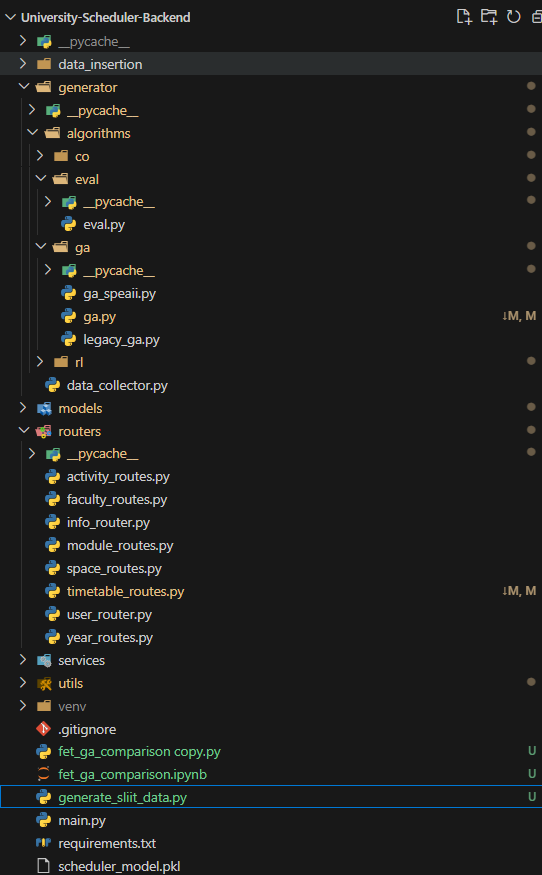 University-Scheduler-Backend
__pycache__
data_insertion
generator
__pycache__
algorithms
co
eval
__pycache__
eval.py
ga
__pycache__
ga_speaii.py
ga.py ↓M, M
legacy_ga.py
rl
data_collector.py
models
routers
__pycache__
activity_routes.py
faculty_routes.py
info_router.py
module_routes.py
space_routes.py
timetable_routes.py ↓M, M
user_router.py
year_routes.py
services
utils
venv
.gitignore
fet_ga_comparison copy.py U
fet_ga_comparison.ipynb U
generate_sliit_data.py U
main.py
requirements.txt
scheduler_model.pkl